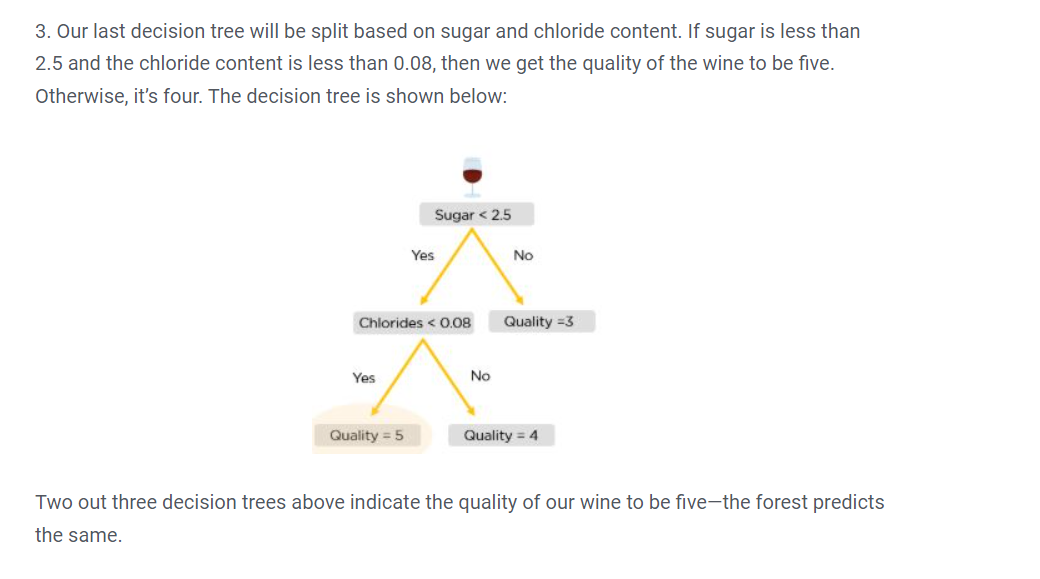 3. Our last decision tree will be split based on sugar and chloride content. If sugar is less than
2.5 and the chloride content is less than 0.08, then we get the quality of the wine to be five.
Otherwise, it’s four. The decision tree is shown below:
Sugar < 2.5
Yes
No
Chlorides < 0.08
Quality =3
Yes
No
Quality = 5
Quality = 4
Two out three decision trees above indicate the quality of our wine to be five—the forest predicts
the same.